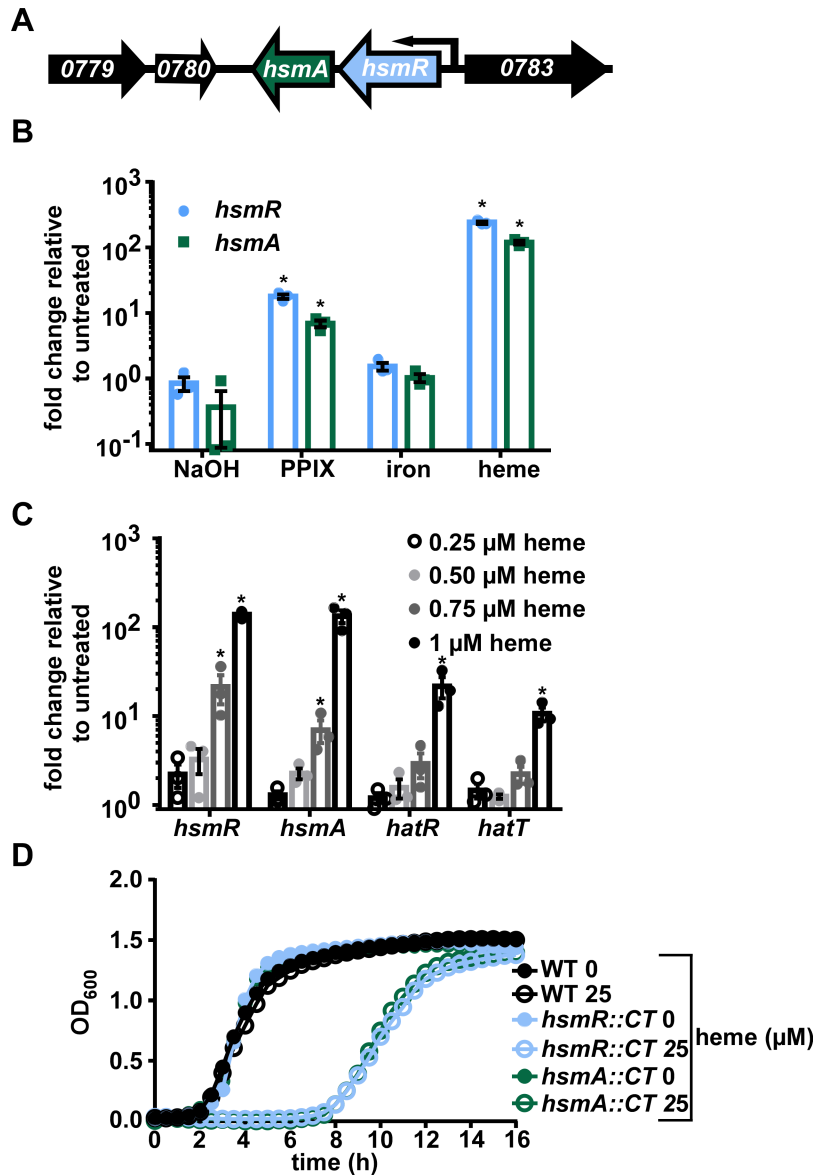 A
0779 0780 hsmA hsmR 0783
B
fold change relative
to untreated
10³
10²
10¹
10⁰
10⁻¹
hsmR
hsmA
* * * *
NaOH PPIX iron heme
C
fold change relative
to untreated
10³
10²
10¹
10⁰
0.25 µM heme
0.50 µM heme
0.75 µM heme
1 µM heme
* * * * * *
hsmR hsmA hatR hatT
D
OD600
2.0
1.5
1.0
0.5
0.0
0 2 4 6 8 10 12 14 16
time (h)
WT 0
WT 25
hsmR::CT 0
hsmR::CT 25
hsmA::CT 0
hsmA::CT 25
heme (µM)